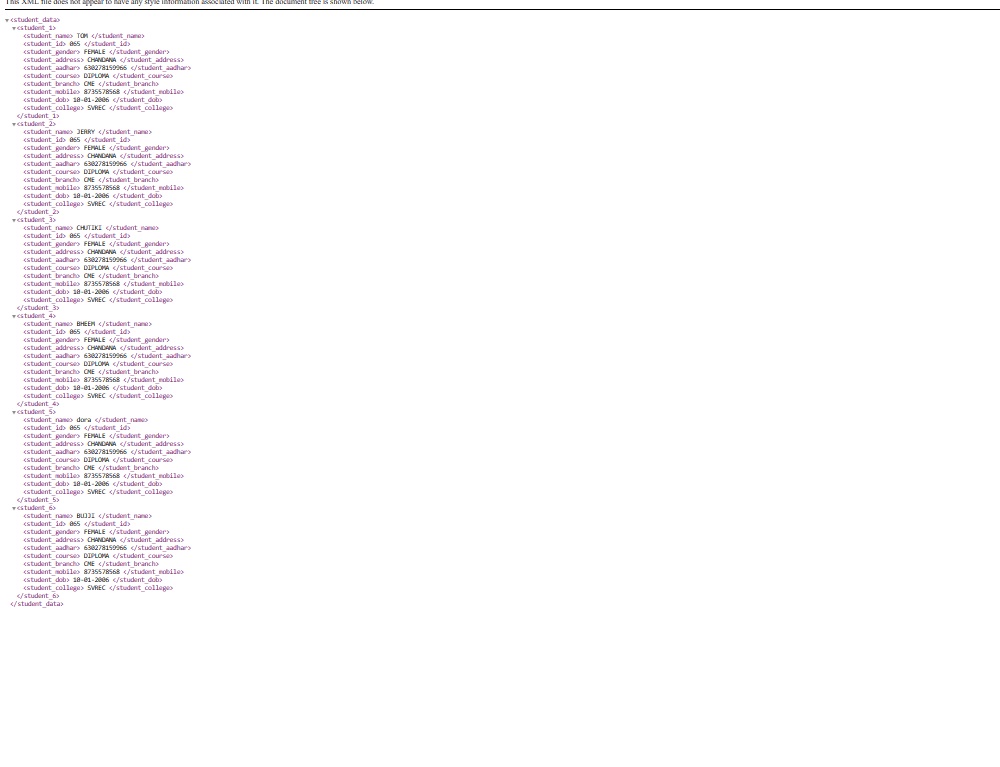 This XML file does not appear to have any style information associated with it. The document tree is shown below.
▼<student_data>
▼<student_1>
<student_name> TOM </student_name>
<student_id> 065 </student_id>
<student_gender> FEMALE </student_gender>
<student_address> CHANDANA </student_address>
<student_aadhar> 630278159966 </student_aadhar>
<student_course> DIPLOMA </student_course>
<student_branch> CME </student_branch>
<student_mobile> 8735578568 </student_mobile>
<student_dob> 10-01-2006 </student_dob>
<student_college> SVREC </student_college>
</student_1>
▼<student_2>
<student_name> JERRY </student_name>
<student_id> 065 </student_id>
<student_gender> FEMALE </student_gender>
<student_address> CHANDANA </student_address>
<student_aadhar> 630278159966 </student_aadhar>
<student_course> DIPLOMA </student_course>
<student_branch> CME </student_branch>
<student_mobile> 8735578568 </student_mobile>
<student_dob> 10-01-2006 </student_dob>
<student_college> SVREC </student_college>
</student_2>
▼<student_3>
<student_name> CHUTIKI </student_name>
<student_id> 065 </student_id>
<student_gender> FEMALE </student_gender>
<student_address> CHANDANA </student_address>
<student_aadhar> 630278159966 </student_aadhar>
<student_course> DIPLOMA </student_course>
<student_branch> CME </student_branch>
<student_mobile> 8735578568 </student_mobile>
<student_dob> 10-01-2006 </student_dob>
<student_college> SVREC </student_college>
</student_3>
▼<student_4>
<student_name> BHEEM </student_name>
<student_id> 065 </student_id>
<student_gender> FEMALE </student_gender>
<student_address> CHANDANA </student_address>
<student_aadhar> 630278159966 </student_aadhar>
<student_course> DIPLOMA </student_course>
<student_branch> CME </student_branch>
<student_mobile> 8735578568 </student_mobile>
<student_dob> 10-01-2006 </student_dob>
<student_college> SVREC </student_college>
</student_4>
▼<student_5>
<student_name> dora </student_name>
<student_id> 065 </student_id>
<student_gender> FEMALE </student_gender>
<student_address> CHANDANA </student_address>
<student_aadhar> 630278159966 </student_aadhar>
<student_course> DIPLOMA </student_course>
<student_branch> CME </student_branch>
<student_mobile> 8735578568 </student_mobile>
<student_dob> 10-01-2006 </student_dob>
<student_college> SVREC </student_college>
</student_5>
▼<student_6>
<student_name> BUJJI </student_name>
<student_id> 065 </student_id>
<student_gender> FEMALE </student_gender>
<student_address> CHANDANA </student_address>
<student_aadhar> 630278159966 </student_aadhar>
<student_course> DIPLOMA </student_course>
<student_branch> CME </student_branch>
<student_mobile> 8735578568 </student_mobile>
<student_dob> 10-01-2006 </student_dob>
<student_college> SVREC </student_college>
</student_6>
</student_data>